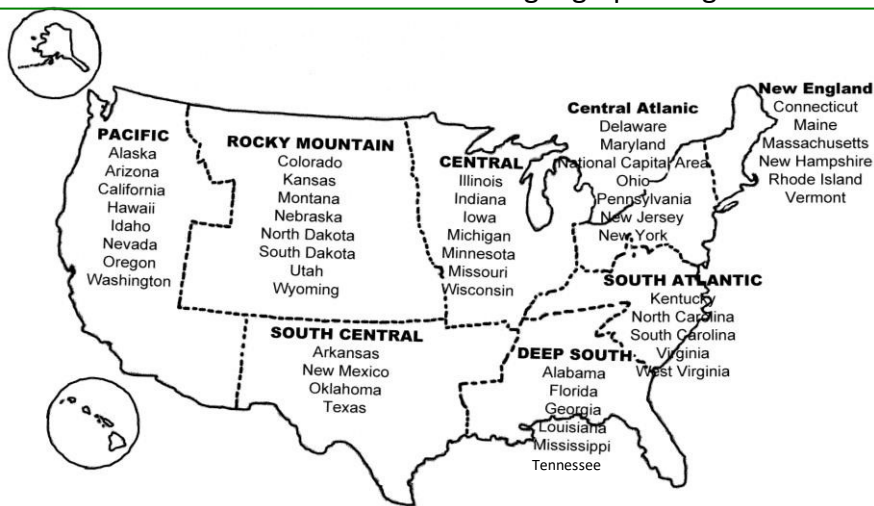 PACIFIC
Alaska
Arizona
California
Hawaii
Idaho
Nevada
Oregon
Washington
ROCKY MOUNTAIN
Colorado
Kansas
Montana
Nebraska
North Dakota
South Dakota
Utah
Wyoming
CENTRAL
Illinois
Indiana
Iowa
Michigan
Minnesota
Missouri
Wisconsin
Central Atlanic
Delaware
Maryland
National Capital Area
Ohio
Pennsylvania
New Jersey
New York
New England
Connecticut
Maine
Massachusetts
New Hampshire
Rhode Island
Vermont
SOUTH CENTRAL
Arkansas
New Mexico
Oklahoma
Texas
DEEP SOUTH
Alabama
Florida
Georgia
Louisiana
Mississippi
Tennessee
SOUTH ATLANTIC
Kentucky
North Carolina
South Carolina
Virginia
West Virginia